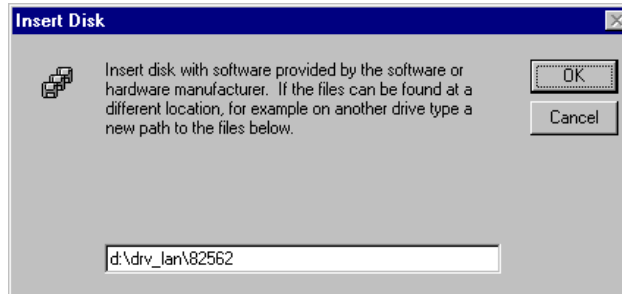 Insert Disk
Insert disk with software provided by the software or
hardware manufacturer. If the files can be found at a
different location, for example on another drive type a
new path to the files below.
OK
Cancel
d:\drv_lan\82562